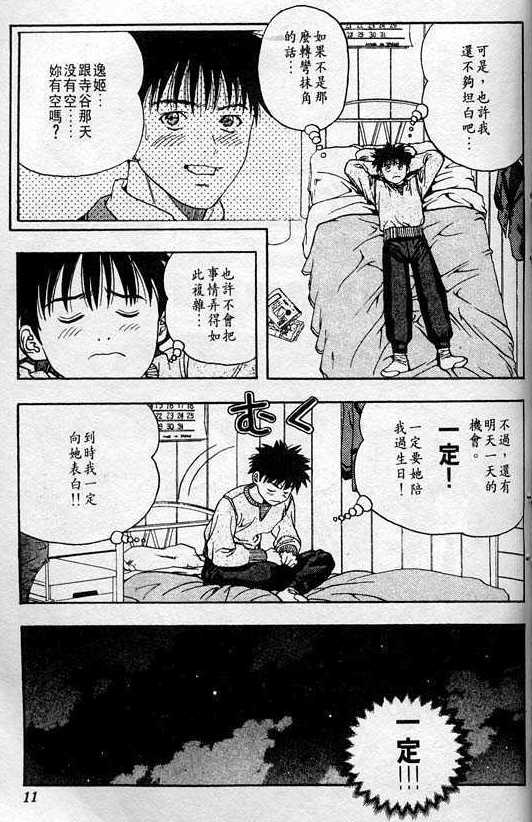 可是，也許我
還不夠坦白吧…
如果不是那
麼轉彎抹角
的話…
逸姬…
跟寺谷那天
没有空……
妳有空嗎？
也許不會把
事情弄得如
此複雜…
不過，還有
明天一天的
機會。
一定！
一定要她陪
我過生日！
むく
到時我一定
向她表白!!
一定!!!
11